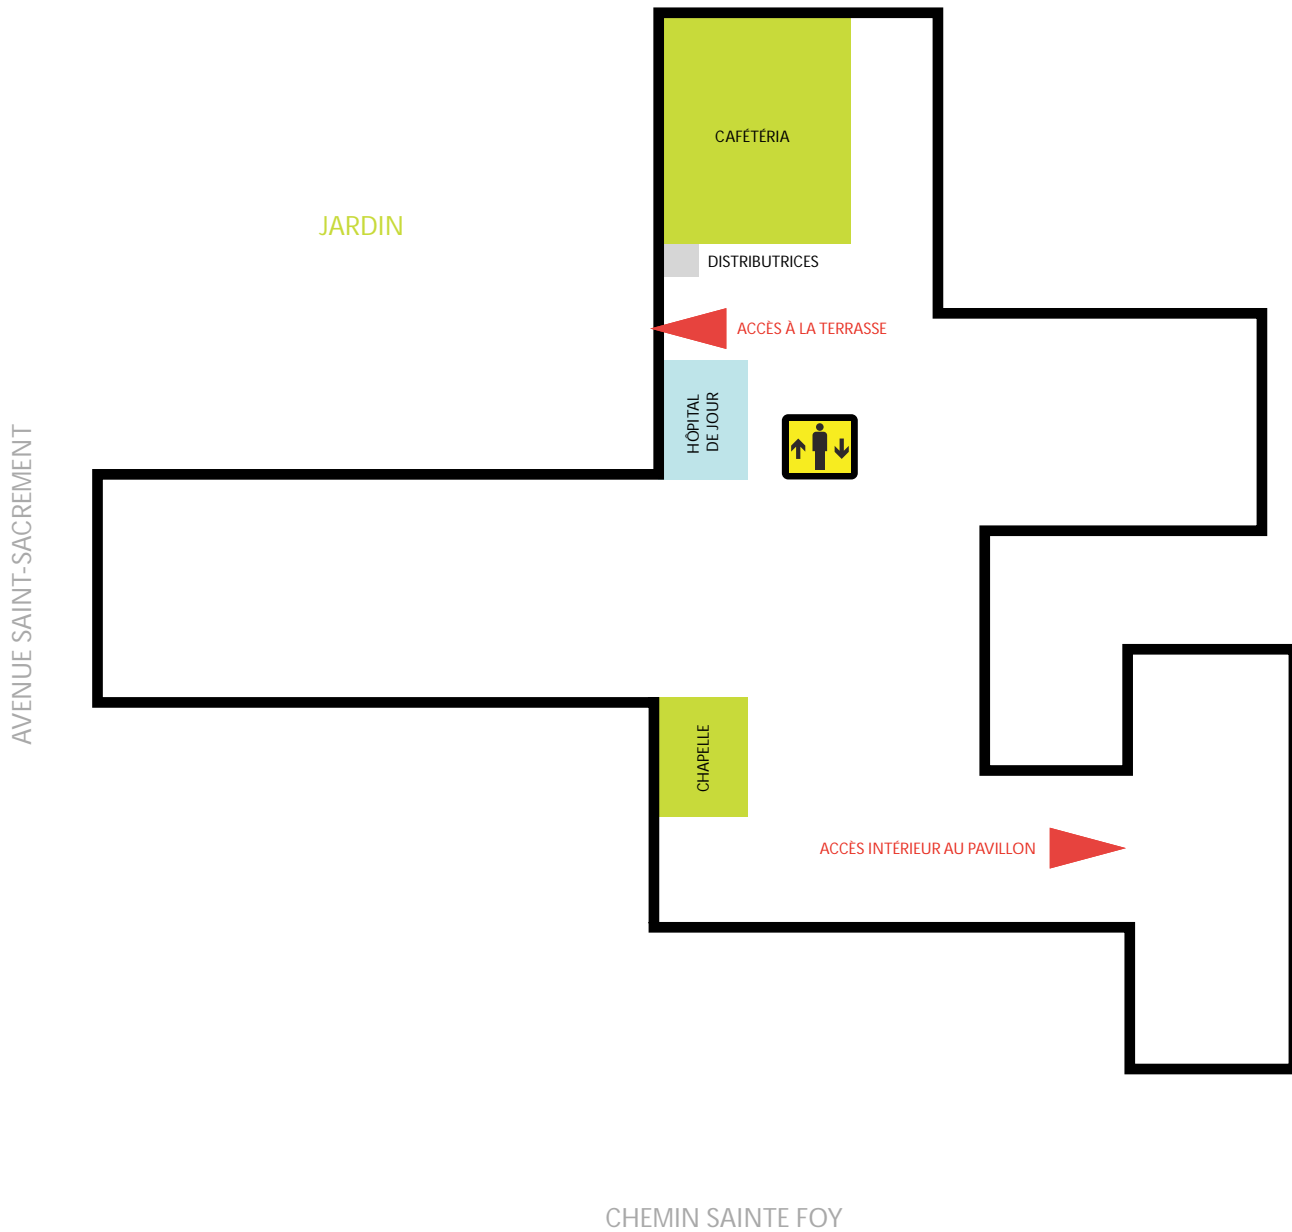 CAFÉTÉRIA
JARDIN
DISTRIBUTRICES
ACCÈS À LA TERRASSE
HÔPITAL
DE JOUR
AVENUE SAINT-SACREMENT
CHAPELLE
ACCÈS INTÉRIEUR AU PAVILLON
CHEMIN SAINTE FOY